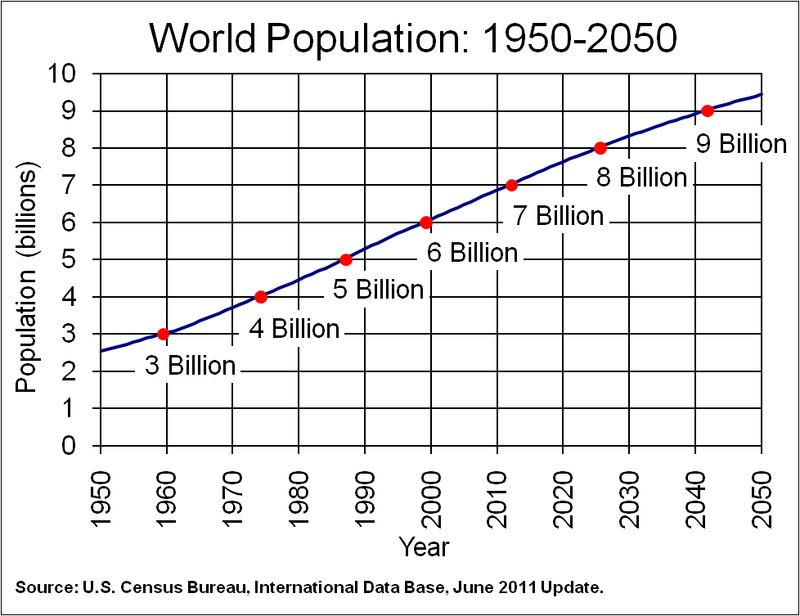 World Population: 1950-2050
10
9
8
7
6
5
4
3
2
1
0
Population (billions)
9 Billion
8 Billion
7 Billion
6 Billion
5 Billion
4 Billion
3 Billion
1950
1960
1970
1980
1990
2000
2010
2020
2030
2040
2050
Year
Source: U.S. Census Bureau, International Data Base, June 2011 Update.